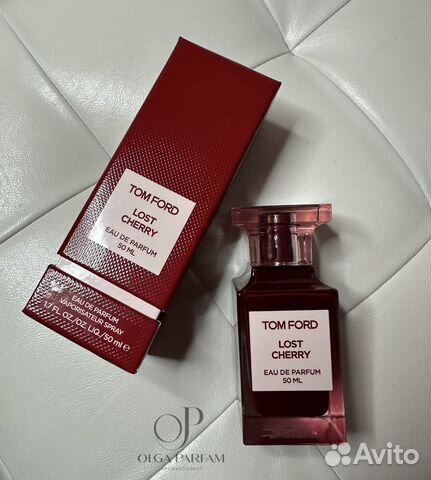 TOM FORD
LOST
CHERRY
EAU DE PARFUM
50 ML
EAU DE PARFUM
VAPORISATEUR SPRAY
1.7 FL. OZ./OZ. LIQ./50 ml ℮
TOM FORD
LOST
CHERRY
EAU DE PARFUM
50 ML
OP
OLGA PARFAM
Avito